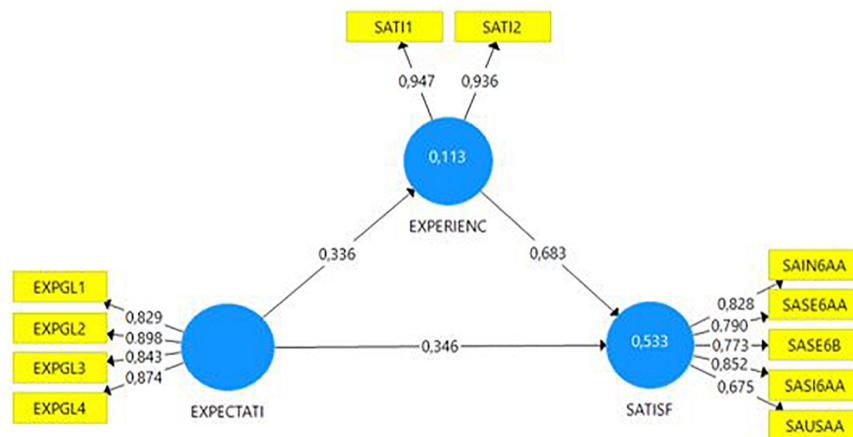 SATI1 SATI2
0,947 0,936
0,113
EXPERIENC
0,336 0,683
EXPGL1
EXPGL2
EXPGL3
EXPGL4
0,829
0,898
0,843
0,874
EXPECTATI
0,346
0,533
SATISF
0,828
0,790
0,773
0,852
0,675
SAIN6AA
SASE6AA
SASE6B
SASI6AA
SAUSAA